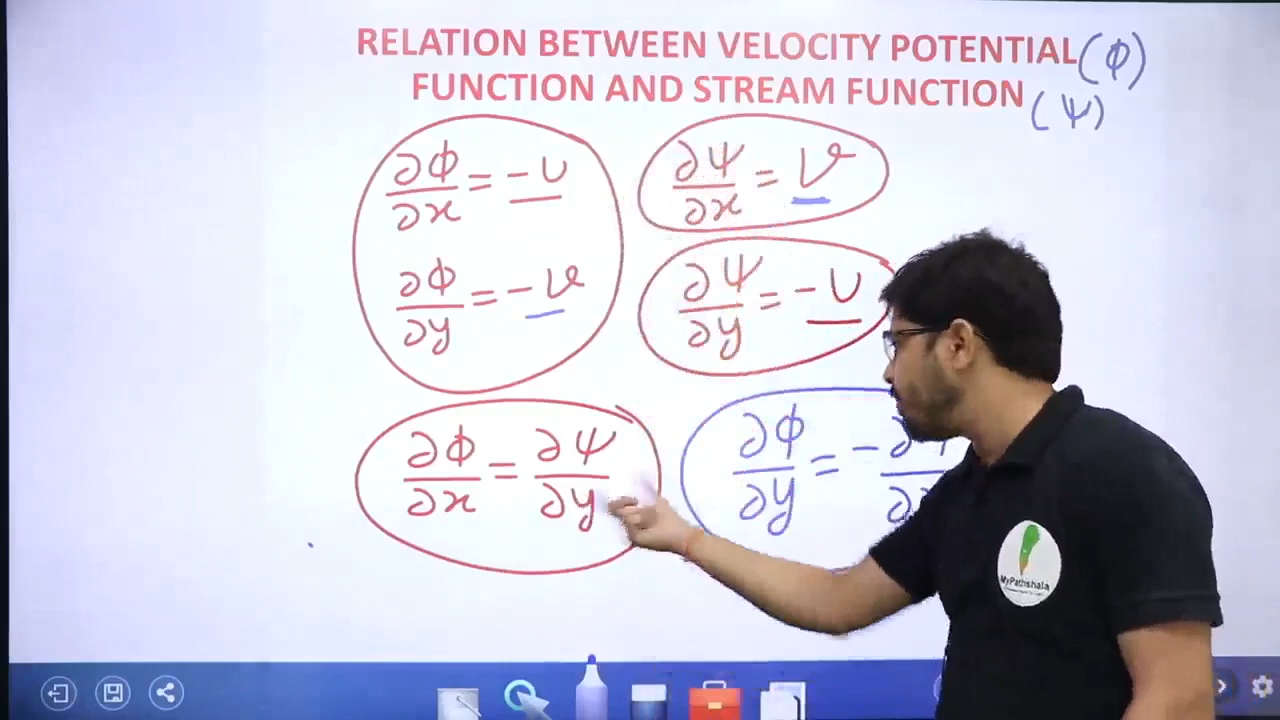 RELATION BETWEEN VELOCITY POTENTIAL (φ)
FUNCTION AND STREAM FUNCTION (ψ)
∂φ/∂x = -u
∂ψ/∂x = v
∂φ/∂y = -v
∂ψ/∂y = -u
∂φ/∂x = ∂ψ/∂y
∂φ/∂y = -∂
MyPathshala